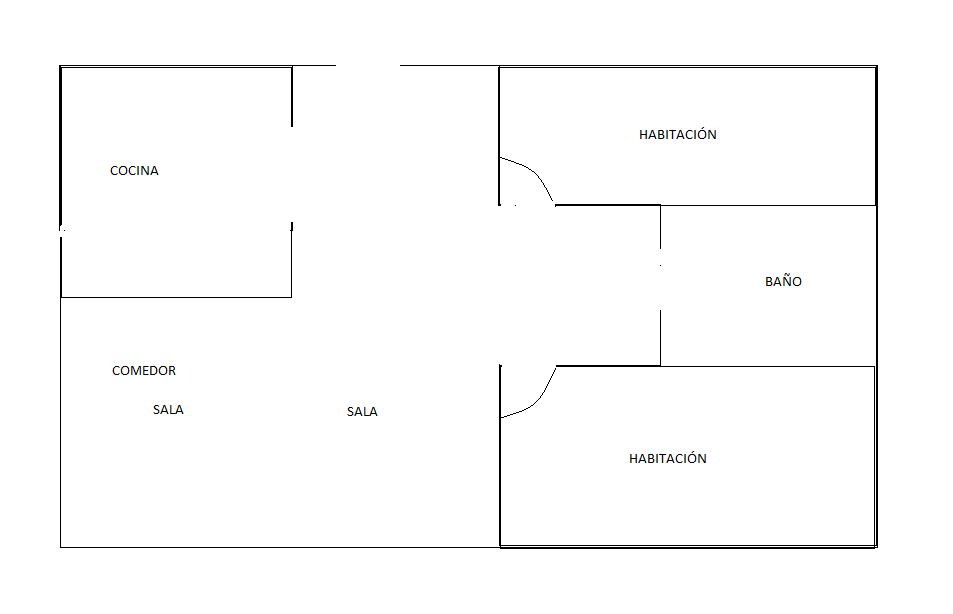 HABITACIÓN
COCINA
BAÑO
COMEDOR
SALA
SALA
HABITACIÓN